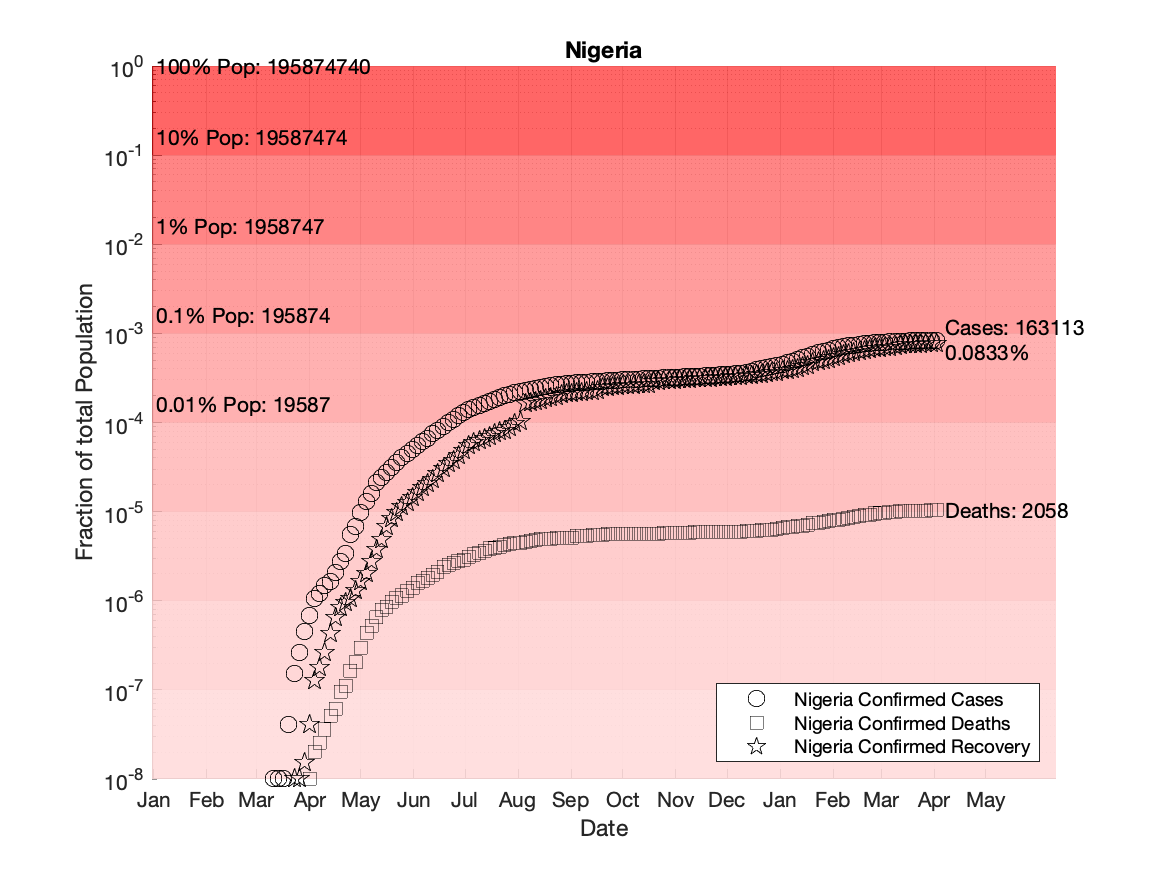 Nigeria
10^0
100% Pop: 195874740
10% Pop: 19587474
10^-1
1% Pop: 1958747
10^-2
0.1% Pop: 195874
10^-3
Cases: 163113
0.0833%
0.01% Pop: 19587
10^-4
10^-5
Deaths: 2058
10^-6
10^-7
10^-8
Fraction of total Population
Nigeria Confirmed Cases
Nigeria Confirmed Deaths
Nigeria Confirmed Recovery
Jan Feb Mar Apr May Jun Jul Aug Sep Oct Nov Dec Jan Feb Mar Apr May
Date